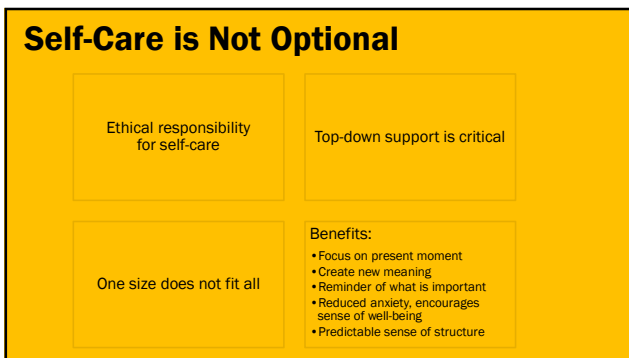 Self-Care is Not Optional
Ethical responsibility
for self-care
Top-down support is critical
One size does not fit all
Benefits:
•Focus on present moment
•Create new meaning
•Reminder of what is important
•Reduced anxiety, encourages
sense of well-being
•Predictable sense of structure